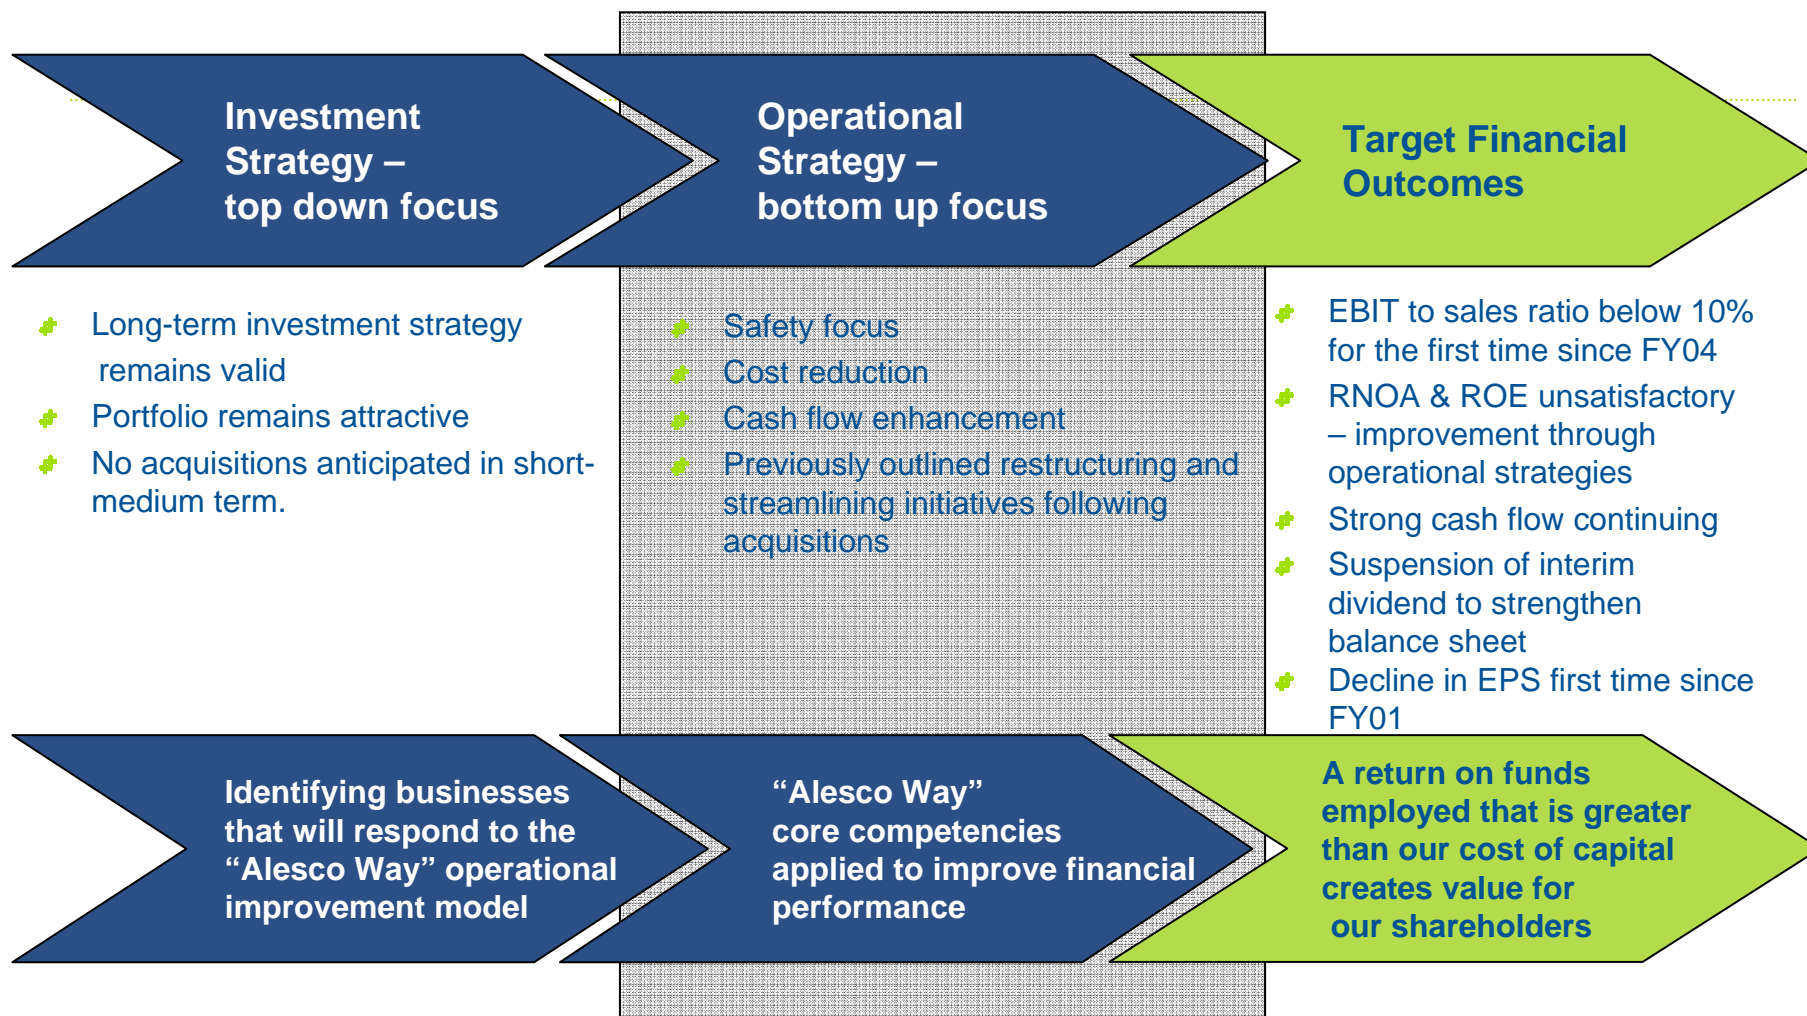 Investment
Strategy –
top down focus
Operational
Strategy –
bottom up focus
Target Financial
Outcomes
Long-term investment strategy
remains valid
Portfolio remains attractive
No acquisitions anticipated in short-
medium term.
Safety focus
Cost reduction
Cash flow enhancement
Previously outlined restructuring and
streamlining initiatives following
acquisitions
EBIT to sales ratio below 10%
for the first time since FY04
RNOA & ROE unsatisfactory
– improvement through
operational strategies
Strong cash flow continuing
Suspension of interim
dividend to strengthen
balance sheet
Decline in EPS first time since
FY01
Identifying businesses
that will respond to the
“Alesco Way” operational
improvement model
“Alesco Way”
core competencies
applied to improve financial
performance
A return on funds
employed that is greater
than our cost of capital
creates value for
our shareholders